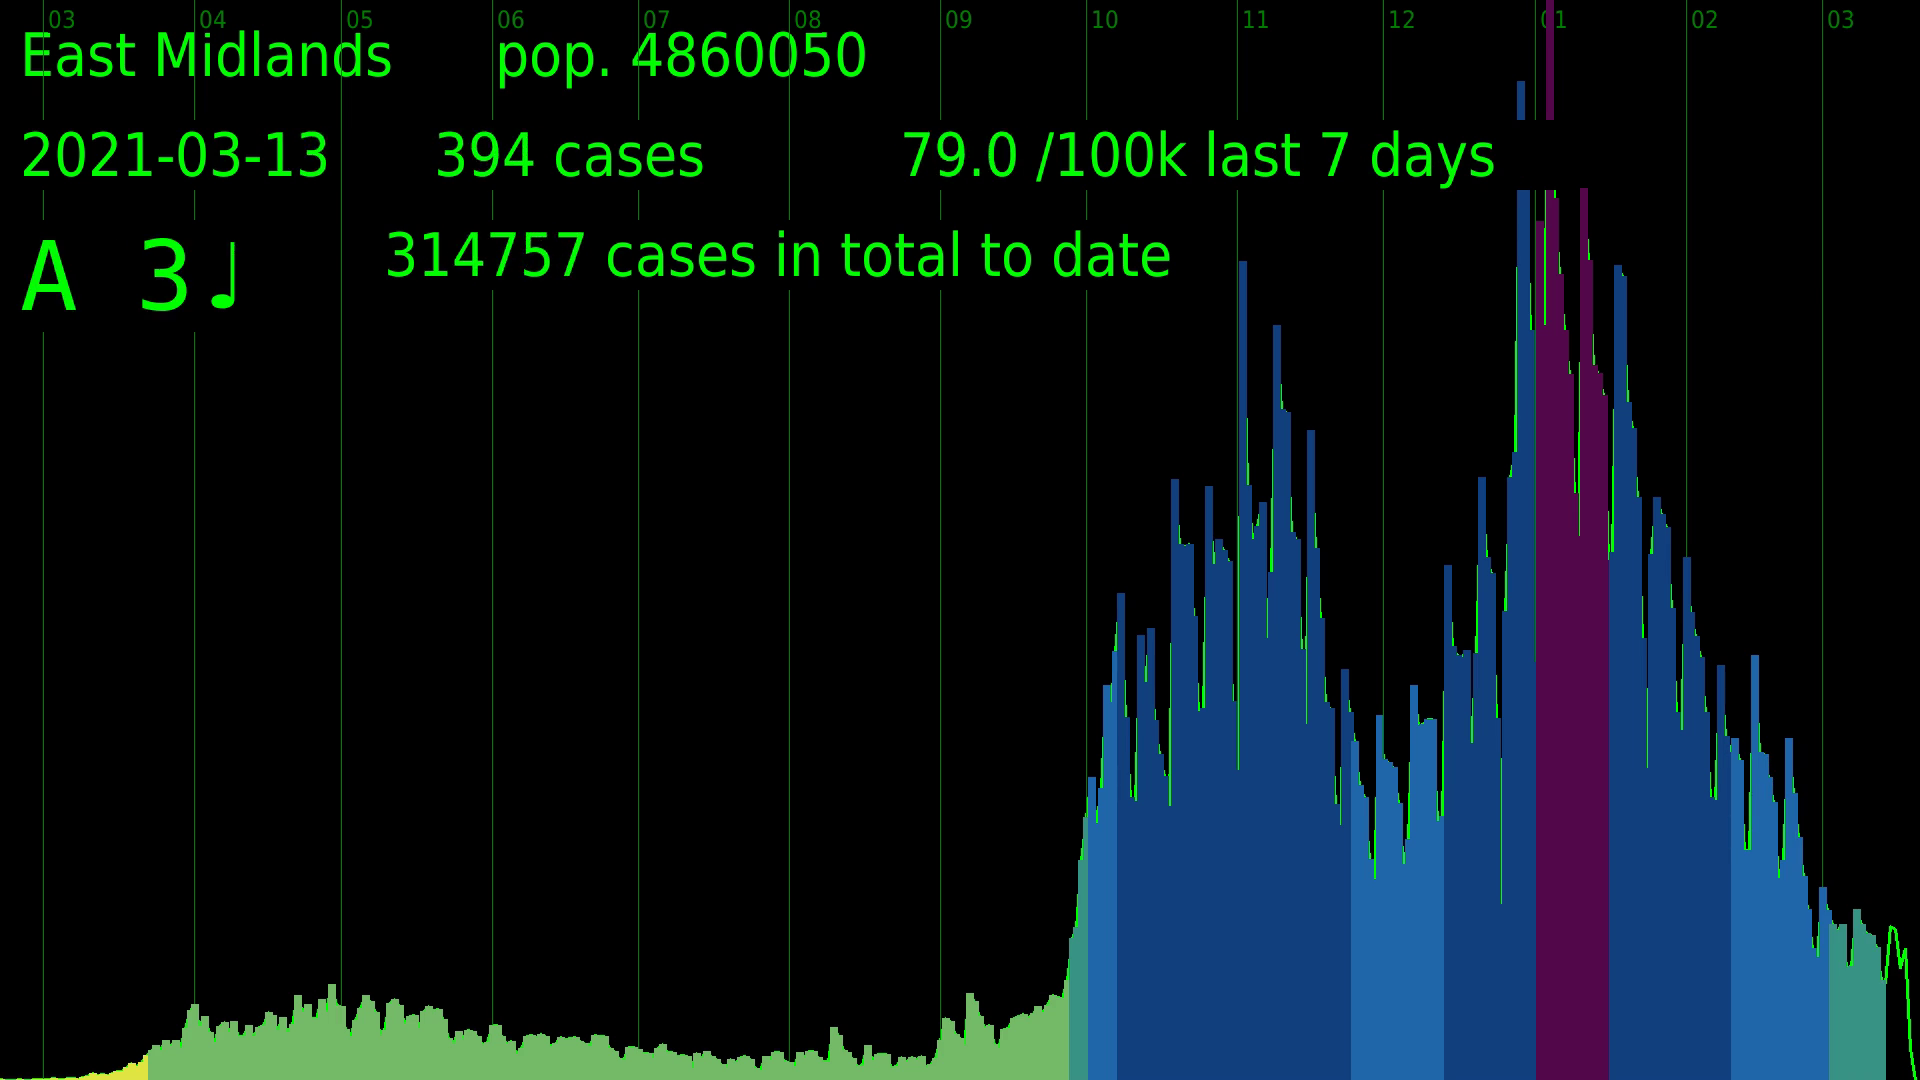 03 04 05 06 07 08 09 10 11 12 01 02 03
East Midlands pop. 4860050
2021-03-13 394 cases 79.0 /100k last 7 days
A 3♩ 314757 cases in total to date